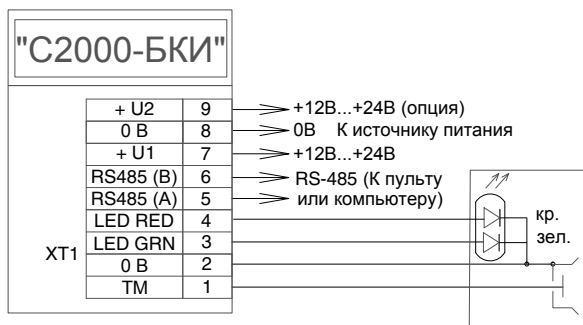 "С2000-БКИ"
+ U2 9 +12В...+24В (опция)
0 В 8 0В К источнику питания
+ U1 7 +12В...+24В
RS485 (B) 6 RS-485 (К пульту
RS485 (A) 5 или компьютеру)
LED RED 4 кр.
LED GRN 3 зел.
XT1
0 В 2
TM 1